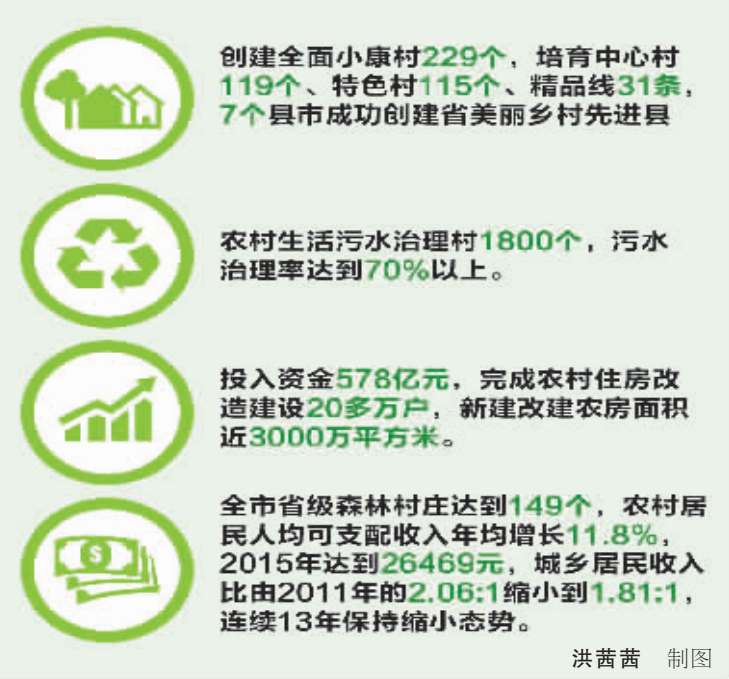 创建全面小康村229个，培育中心村
119个、特色村115个、精品线31条，
7个县市成功创建省美丽乡村先进县
农村生活污水治理村1800个，污水
治理率达到70%以上。
投入资金578亿元，完成农村住房改
造建设20多万户，新建改建农房面积
近3000万平方米。
全市省级森林村庄达到149个，农村居
民人均可支配收入年均增长11.8%，
2015年达到26469元，城乡居民收入
比由2011年的2.06:1缩小到1.81:1，
连续13年保持缩小态势。
洪茜茜 制图